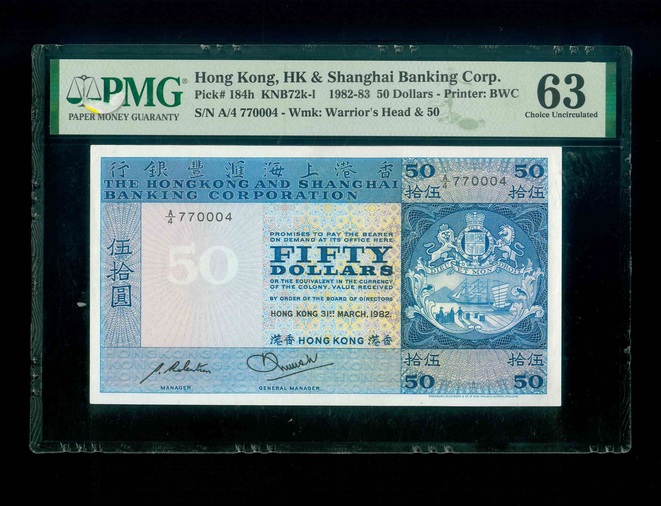 PMG®
PAPER MONEY GUARANTY
Hong Kong, HK & Shanghai Banking Corp.
Pick# 184h KNB72k-l 1982-83 50 Dollars - Printer: BWC
S/N A/4 770004 - Wmk: Warrior's Head & 50
63
Choice Uncirculated
行銀豐滙海上港香
THE HONGKONG AND SHANGHAI
BANKING CORPORATION
50 50
拾伍 A/4 770004 拾伍
A/4 770004
伍拾圓
50
PROMISES TO PAY THE BEARER
ON DEMAND AT ITS OFFICE HERE
FIFTY
DOLLARS
OR THE EQUIVALENT IN THE CURRENCY
OF THE COLONY, VALUE RECEIVED
BY ORDER OF THE BOARD OF DIRECTORS
HONG KONG 31ST MARCH, 1982.
港香 HONG KONG 港香
MANAGER
GENERAL MANAGER
DIEU ET MON DROIT
拾伍 拾伍
50 50